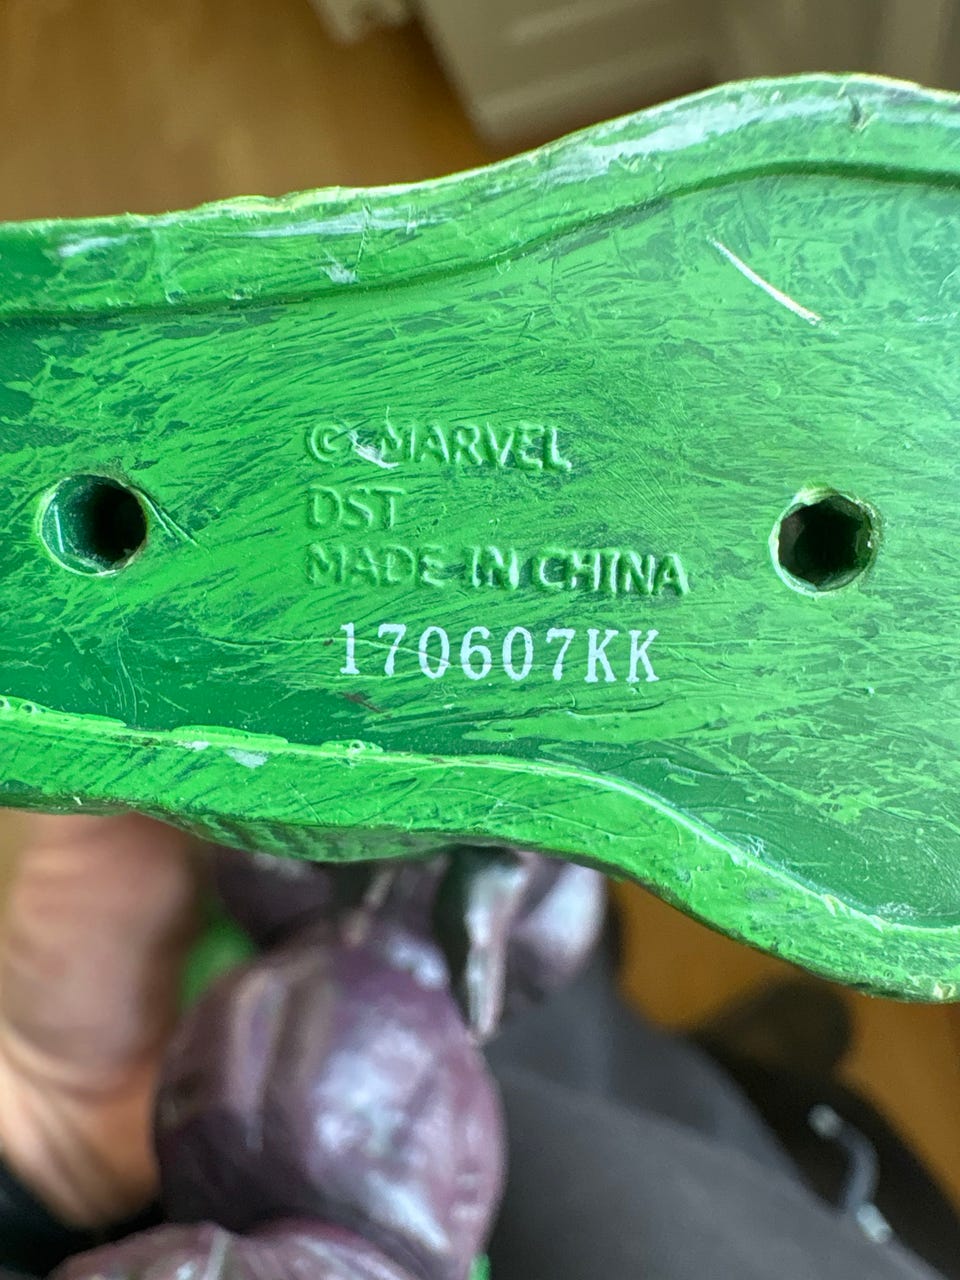 © MARVEL
DST
MADE IN CHINA
170607KK